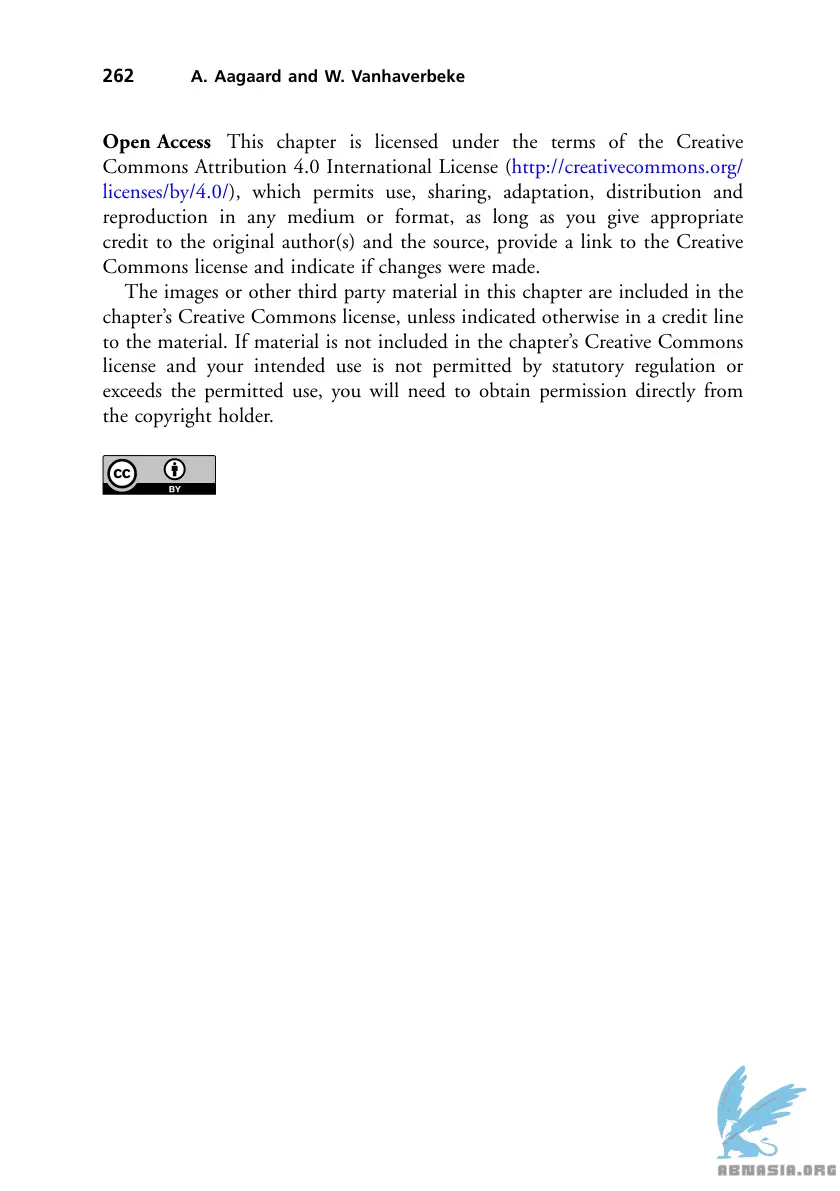 262 A. Aagaard and W. Vanhaverbeke
Open Access This chapter is licensed under the terms of the Creative
Commons Attribution 4.0 International License (http://creativecommons.org/
licenses/by/4.0/), which permits use, sharing, adaptation, distribution and
reproduction in any medium or format, as long as you give appropriate
credit to the original author(s) and the source, provide a link to the Creative
Commons license and indicate if changes were made.
The images or other third party material in this chapter are included in the
chapter’s Creative Commons license, unless indicated otherwise in a credit line
to the material. If material is not included in the chapter’s Creative Commons
license and your intended use is not permitted by statutory regulation or
exceeds the permitted use, you will need to obtain permission directly from
the copyright holder.
cc
BY
ABNASIA.ORG